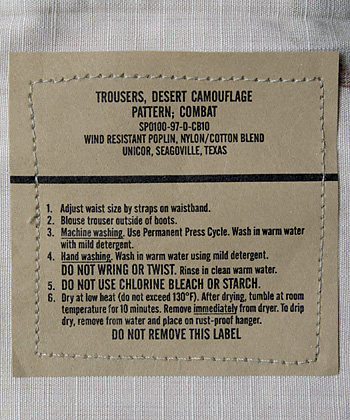 TROUSERS, DESERT CAMOUFLAGE
PATTERN; COMBAT
SPO100-97-D-CB10
WIND RESISTANT POPLIN, NYLON/COTTON BLEND
UNICOR, SEAGOVILLE, TEXAS
1. Adjust waist size by straps on waistband.
2. Blouse trouser outside of boots.
3. Machine washing. Use Permanent Press Cycle. Wash in warm water
with mild detergent.
4. Hand washing. Wash in warm water using mild detergent.
DO NOT WRING OR TWIST. Rinse in clean warm water.
5. DO NOT USE CHLORINE BLEACH OR STARCH.
6. Dry at low heat (do not exceed 130°F). After drying, tumble at room
temperature for 10 minutes. Remove immediately from dryer. To drip
dry, remove from water and place on rust-proof hanger.
DO NOT REMOVE THIS LABEL